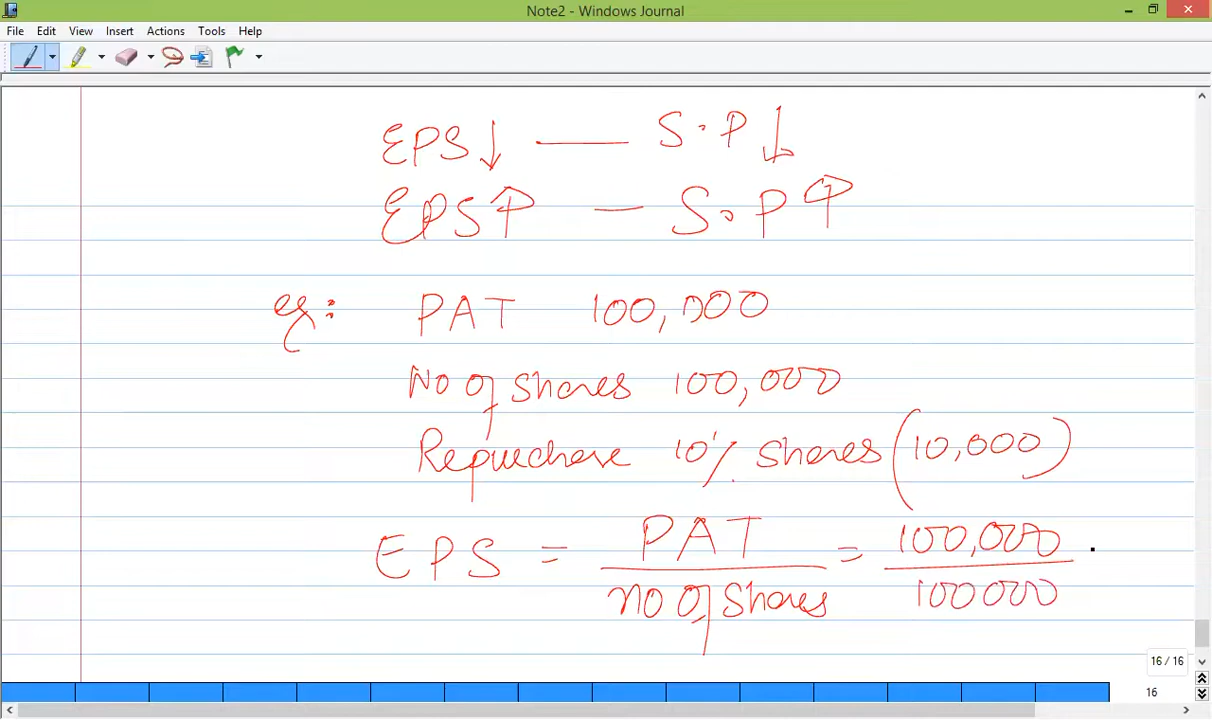 Note2 - Windows Journal
File Edit View Insert Actions Tools Help
EPS↓ — S.P↓
EPS↑ — S.P↑
eg: PAT 100,000
No of shares 100,000
Repurchase 10% shares (10,000)
EPS = PAT / no of shares = 100,000 / 100000
16 / 16
16